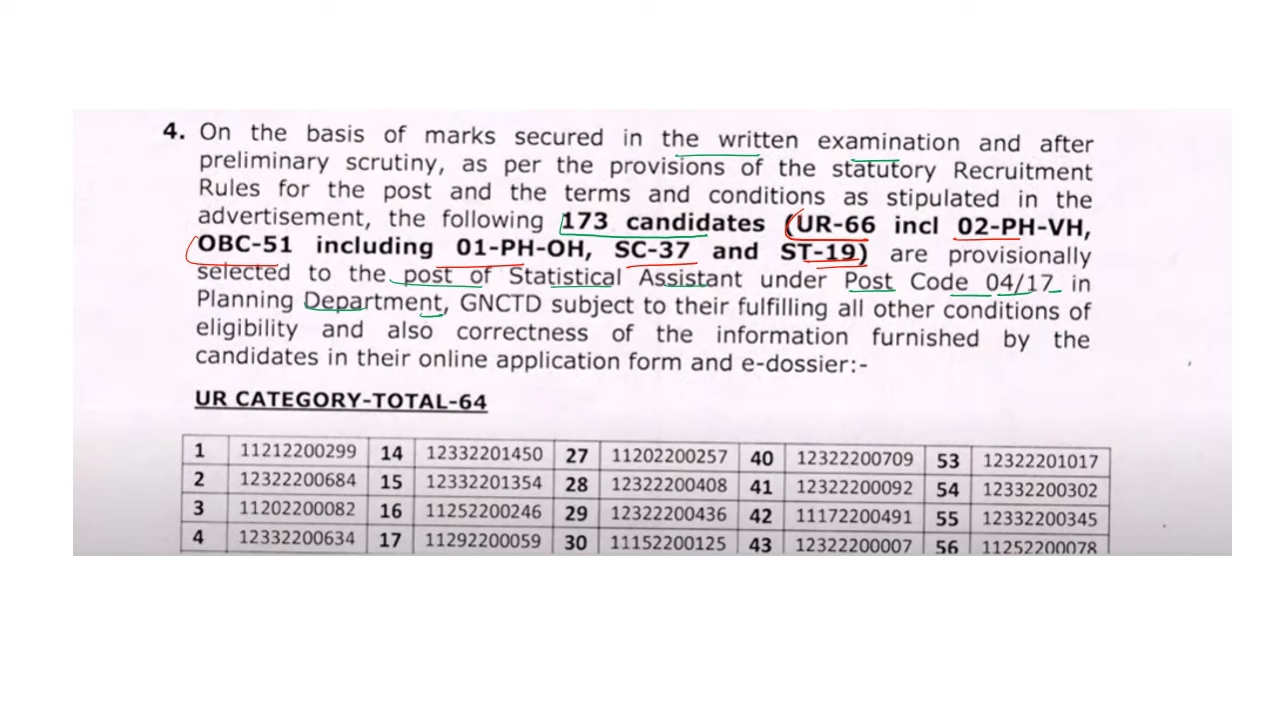 4. On the basis of marks secured in the written examination and after
preliminary scrutiny, as per the provisions of the statutory Recruitment
Rules for the post and the terms and conditions as stipulated in the
advertisement, the following 173 candidates (UR-66 incl 02-PH-VH,
OBC-51 including 01-PH-OH, SC-37 and ST-19) are provisionally
selected to the post of Statistical Assistant under Post Code 04/17 in
Planning Department, GNCTD subject to their fulfilling all other conditions of
eligibility and also correctness of the information furnished by the
candidates in their online application form and e-dossier:-
UR CATEGORY-TOTAL-64
1 11212200299 14 12332201450 27 11202200257 40 12322200709 53 12322201017
2 12322200684 15 12332201354 28 12322200408 41 12322200092 54 12332200302
3 11202200082 16 11252200246 29 12322200436 42 11172200491 55 12332200345
4 12332200634 17 11292200059 30 11152200125 43 12322200007 56 11252200078